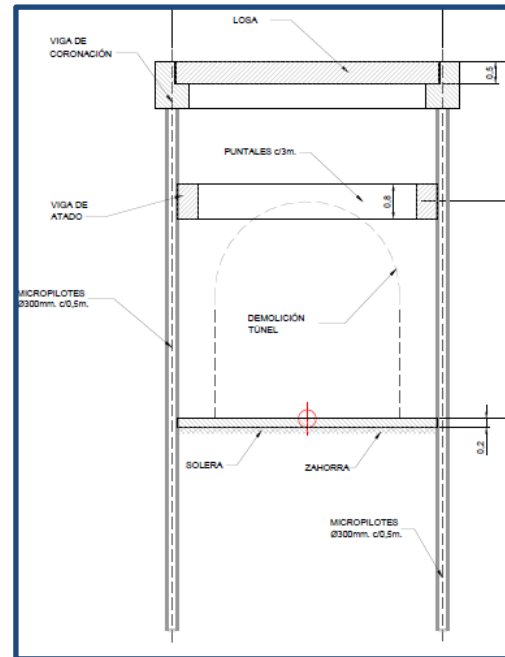 LOSA
VIGA DE
CORONACIÓN
0.5
PUNTALES c/3m.
0.8
VIGA DE
ATADO
MICROPILOTES
Ø300mm. c/0,5m.
DEMOLICIÓN
TÚNEL
SOLERA
ZAHORRA
0.2
MICROPILOTES
Ø300mm. c/0,5m.